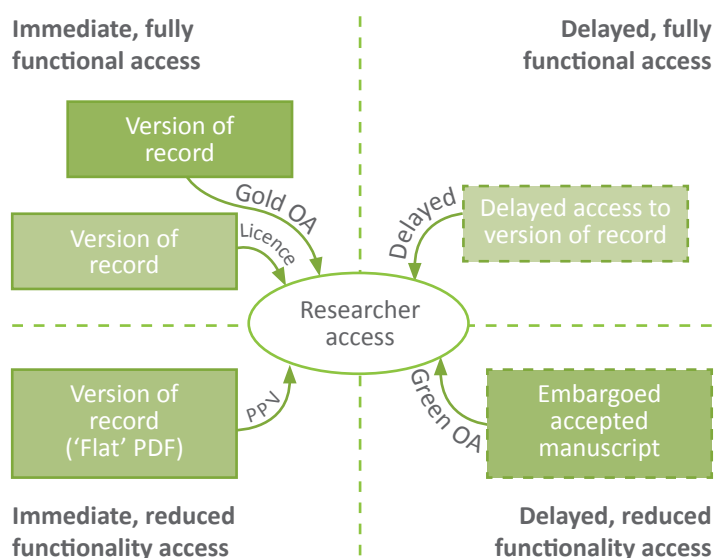 Immediate, fully
functional access
Delayed, fully
functional access
Version of
record
Gold OA
Version of
record
Licence
Delayed
Delayed access to
version of record
Researcher
access
Version of
record
(‘Flat’ PDF)
PPV
Green OA
Embargoed
accepted
manuscript
Immediate, reduced
functionality access
Delayed, reduced
functionality access